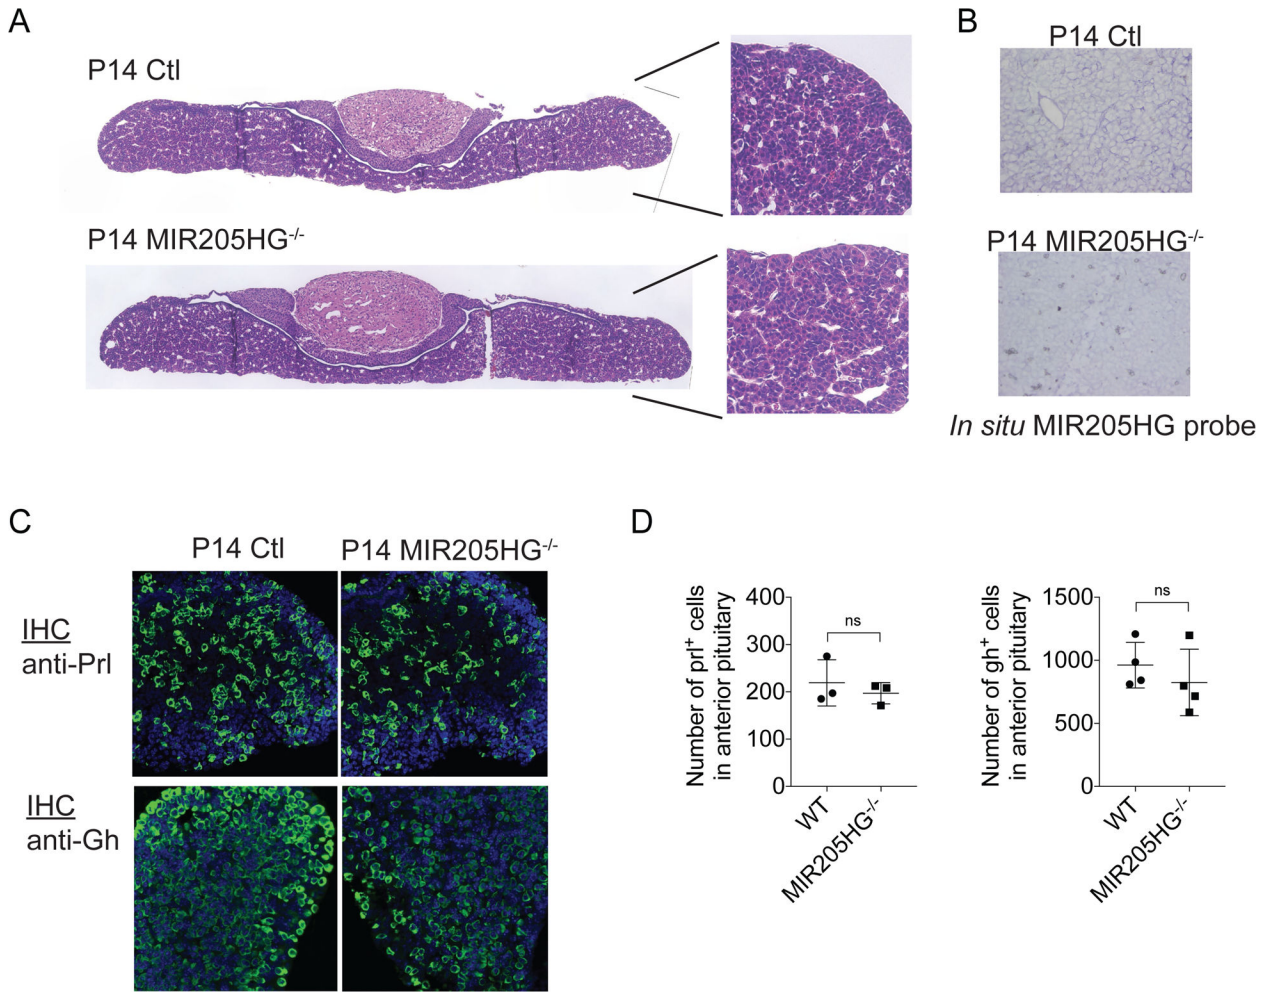 A
P14 Ctl
P14 MIR205HG-/-
B
P14 Ctl
P14 MIR205HG-/-
In situ MIR205HG probe
C
P14 Ctl
P14 MIR205HG-/-
IHC
anti-Prl
IHC
anti-Gh
D
Number of prl+ cells
in anterior pituitary
400
300
200
100
0
ns
WT
MIR205HG-/-
Number of gh+ cells
in anterior pituitary
1500
1000
500
0
ns
WT
MIR205HG-/-